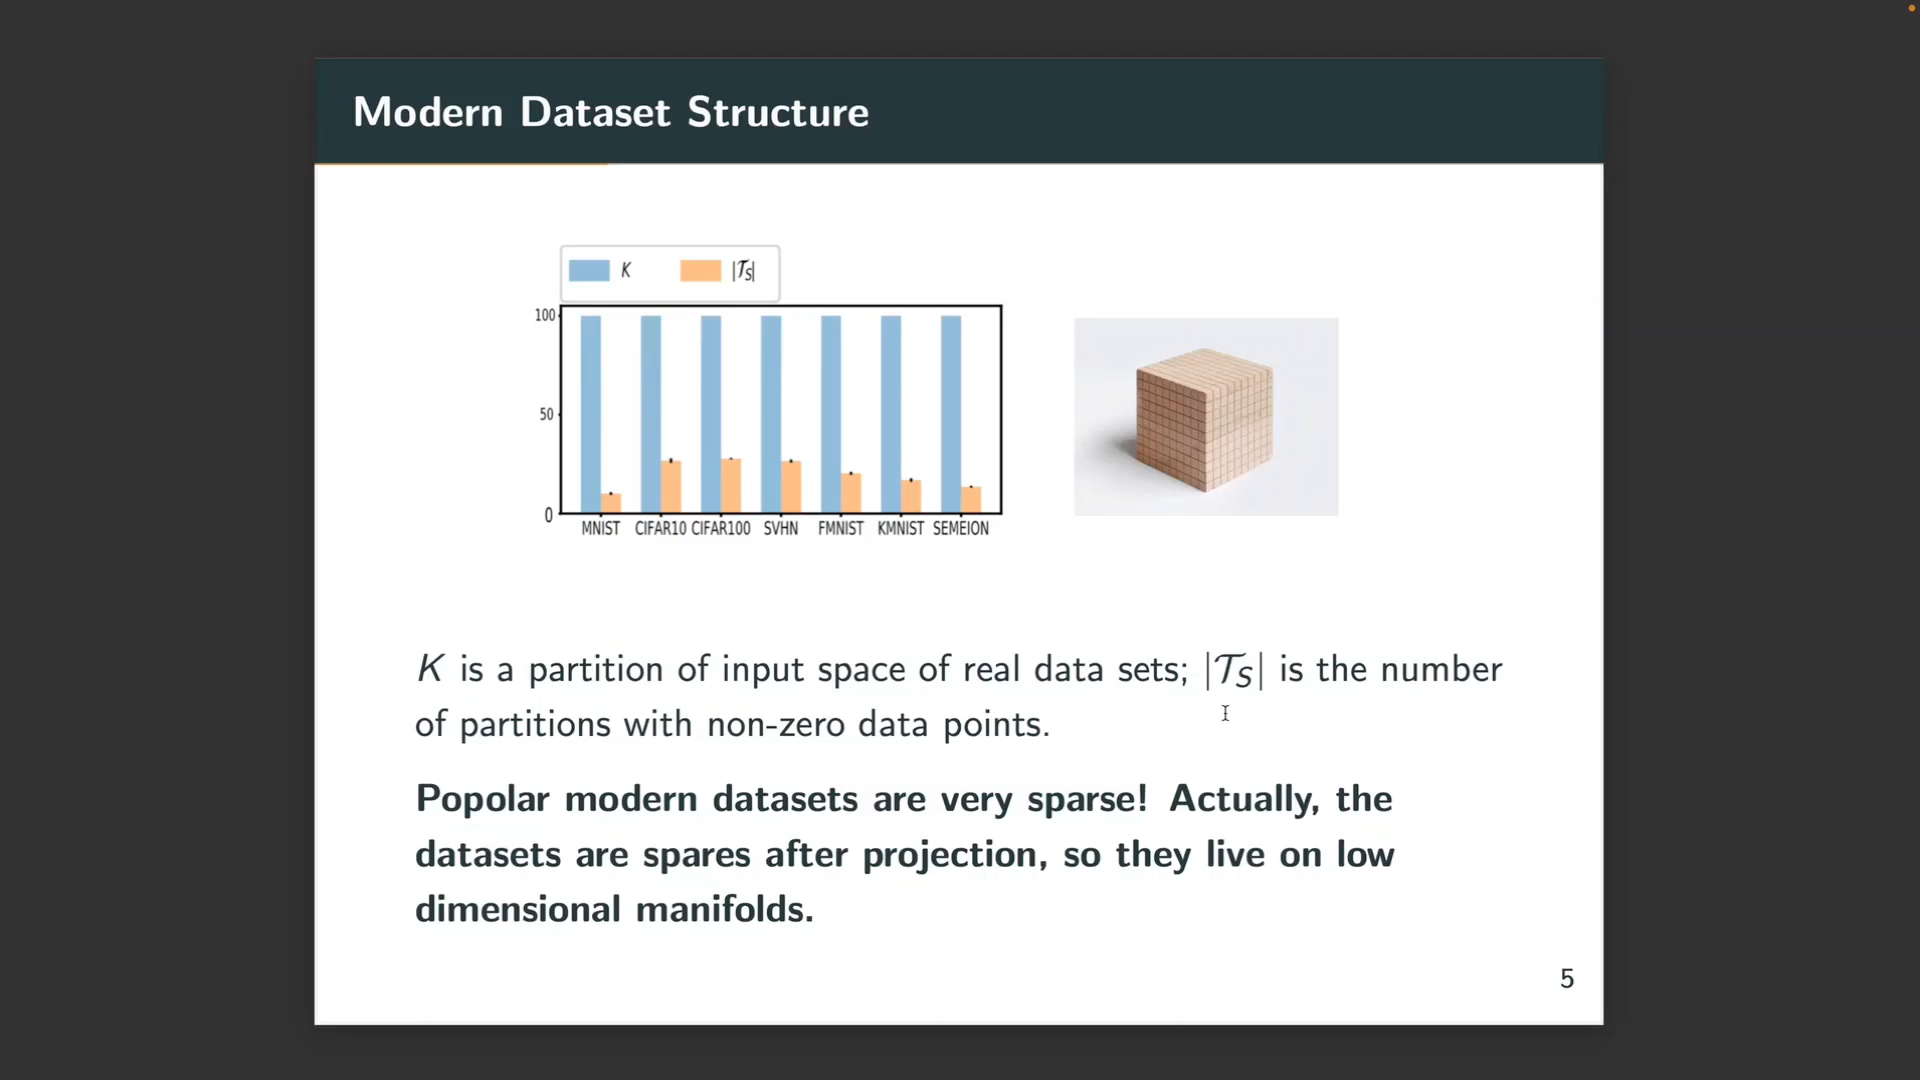 Modern Dataset Structure
K |𝒯S|
100
50
0
MNIST CIFAR10 CIFAR100 SVHN FMNIST KMNIST SEMEION
K is a partition of input space of real data sets; |𝒯S| is the number
of partitions with non-zero data points.
Popolar modern datasets are very sparse! Actually, the
datasets are spares after projection, so they live on low
dimensional manifolds.
5